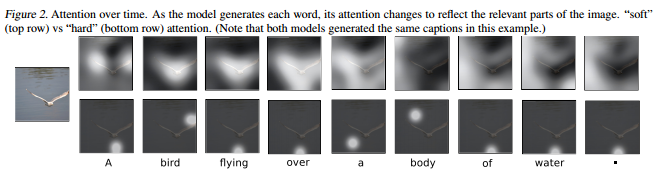 Figure 2. Attention over time. As the model generates each word, its attention changes to reflect the relevant parts of the image. “soft”
(top row) vs “hard” (bottom row) attention. (Note that both models generated the same captions in this example.)
A bird flying over a body of water .